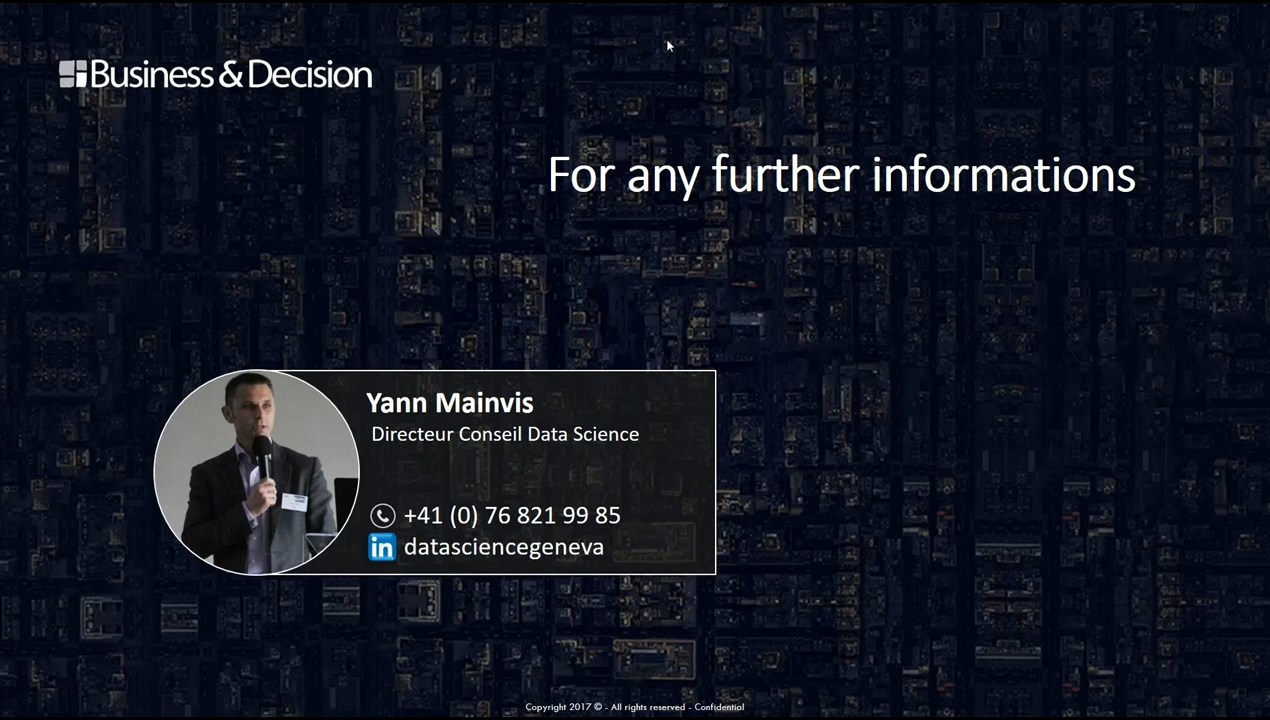 Business & Decision
For any further informations
Yann Mainvis
Directeur Conseil Data Science
+41 (0) 76 821 99 85
in datasciencegeneva
Copyright 2017 © - All rights reserved - Confidential